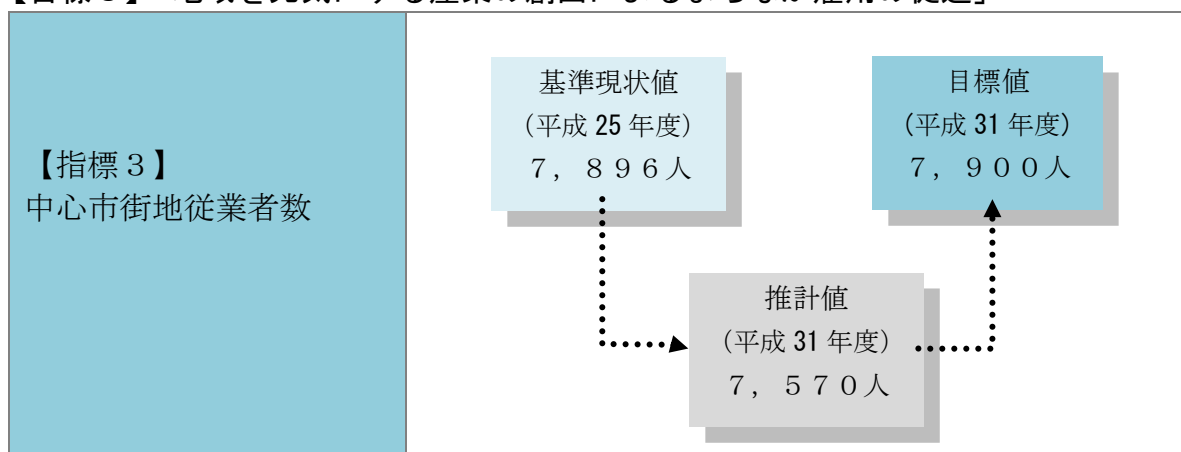 【指標３】
中心市街地従業者数
基準現状値
（平成 25 年度）
７，８９６人
目標値
（平成 31 年度）
７，９００人
推計値
（平成 31 年度）
７，５７０人